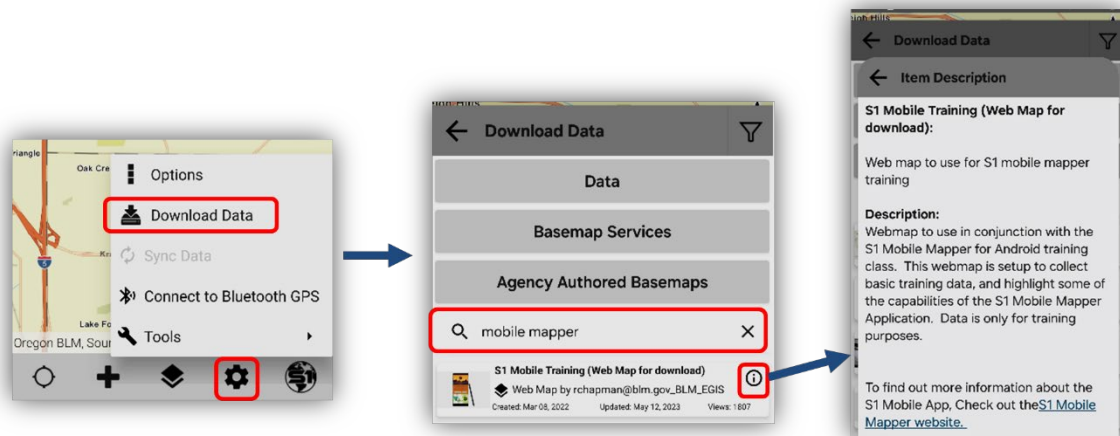 riangle
Oak Cre
Options
Download Data
Sync Data
Connect to Bluetooth GPS
Lake Fo
Tools
Oregon BLM, Sour
5
Download Data
Data
Basemap Services
Agency Authored Basemaps
mobile mapper
S1 Mobile Training (Web Map for download)
Web Map by rchapman@blm.gov_BLM_EGIS
Created: Mar 08, 2022 Updated: May 12, 2023 Views: 1807
Download Data
Item Description
S1 Mobile Training (Web Map for
download):
Web map to use for S1 mobile mapper
training
Description:
Webmap to use in conjunction with the
S1 Mobile Mapper for Android training
class. This webmap is setup to collect
basic training data, and highlight some of
the capabilities of the S1 Mobile Mapper
Application. Data is only for training
purposes.
To find out more information about the
S1 Mobile App, Check out theS1 Mobile
Mapper website.